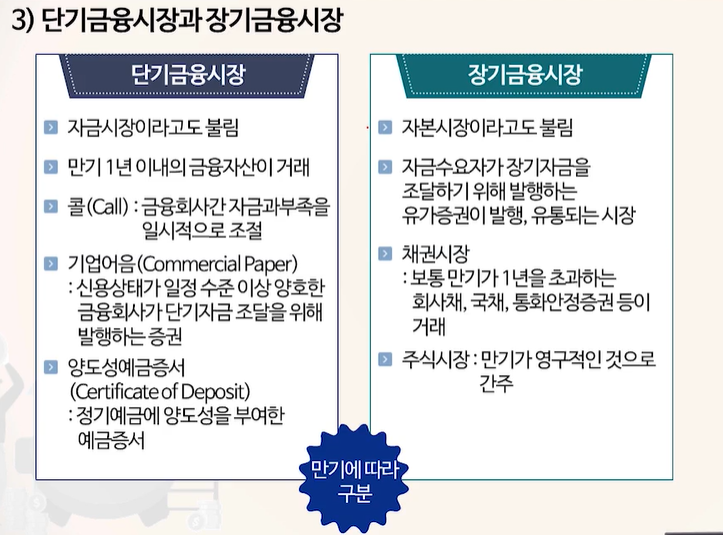 3) 단기금융시장과 장기금융시장
단기금융시장
자금시장이라고도 불림
만기 1년 이내의 금융자산이 거래
콜(Call) : 금융회사간 자금과부족을
일시적으로 조절
기업어음(Commercial Paper)
: 신용상태가 일정 수준 이상 양호한
금융회사가 단기자금 조달을 위해
발행하는 증권
양도성예금증서
(Certificate of Deposit)
: 정기예금에 양도성을 부여한
예금증서
장기금융시장
자본시장이라고도 불림
자금수요자가 장기자금을
조달하기 위해 발행하는
유가증권이 발행, 유통되는 시장
채권시장
: 보통 만기가 1년을 초과하는
회사채, 국채, 통화안정증권 등이
거래
주식시장 : 만기가 영구적인 것으로
간주
만기에 따라
구분